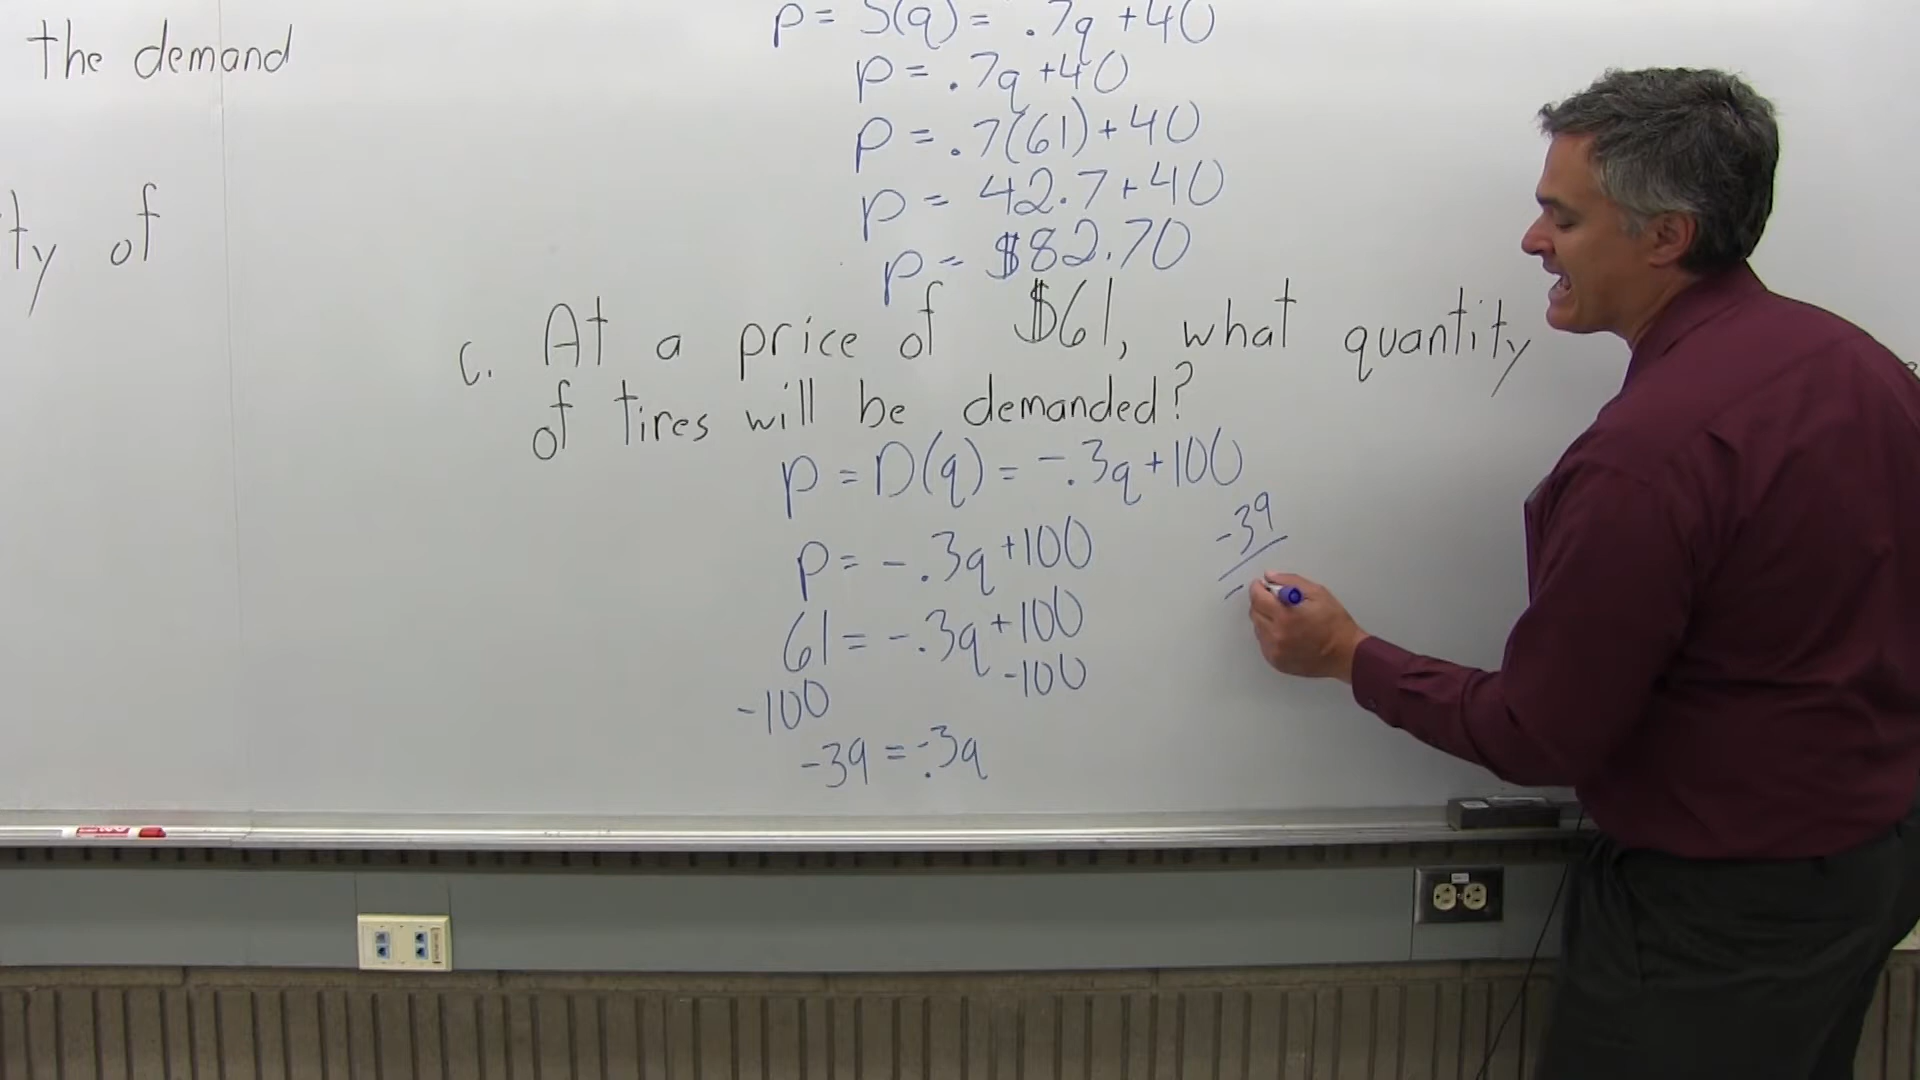 the demand
ty of
p = S(q) = .7q +40
p = .7q +40
p = .7(61)+40
p = 42.7+40
p = $82.70
c. At a price of $61, what quantity
of tires will be demanded?
p = D(q) = -.3q+100
p = -.3q+100
61 = -.3q+100
-100 -100
-39 = -.3q
-39
-